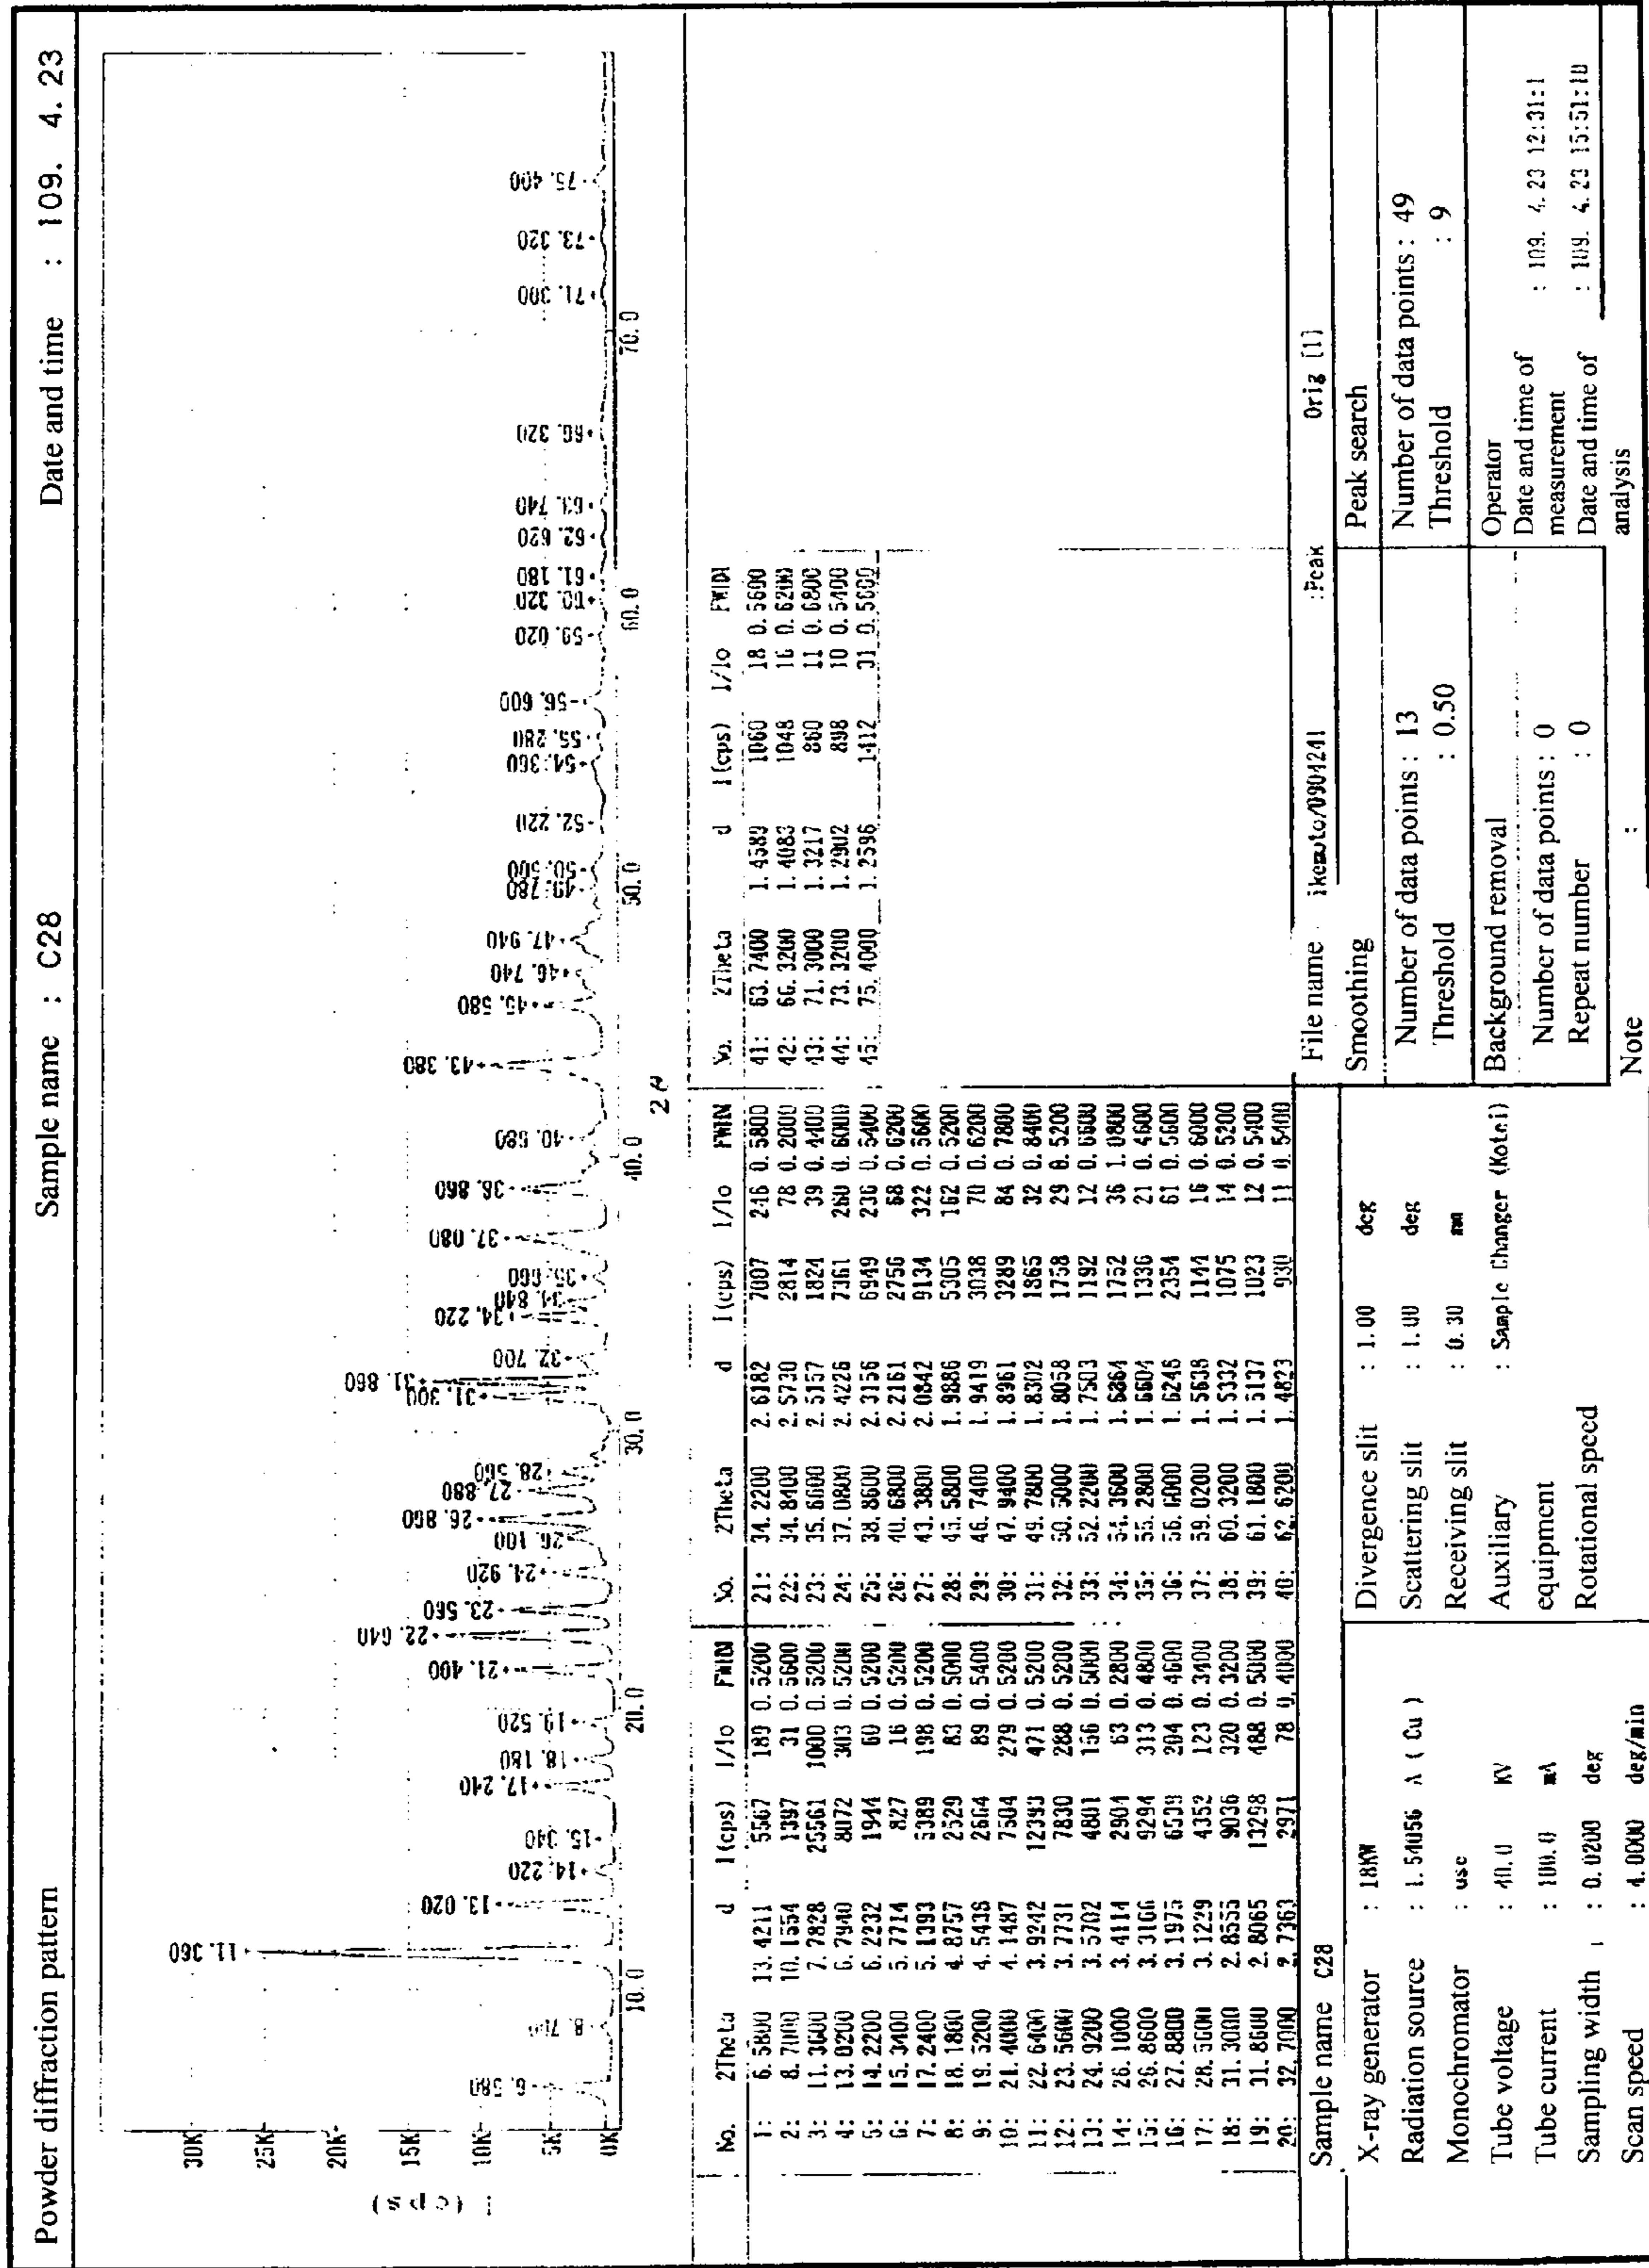 Powder diffraction pattern Sample name : C28 Date and time : 109. 4. 23
I (cps)
30K
25K
20K
15K
10K
5K
0K
6.580
8.700
11.360
13.020
14.220
15.340
17.240
18.180
19.520
21.400
22.640
23.560
24.920
26.100
26.860
27.880
28.560
31.300
31.860
32.700
34.220
34.840
35.660
37.080
38.860
40.680
43.380
45.580
46.740
47.940
49.780
50.500
52.220
54.360
55.280
56.600
59.020
60.320
61.180
62.620
63.740
66.320
71.300
73.320
75.400
10.0 20.0 30.0 40.0 50.0 60.0 70.0
2θ
No. 2Theta d I(cps) I/Io
1: 6.5800 13.4211 5567 189 0.5200
2: 8.7000 10.1554 1397 31 0.5600
3: 11.3600 7.7828 25561 1000 0.5200
4: 13.0200 6.7940 8072 303 0.5200
5: 14.2200 6.2232 1944 60 0.5200
6: 15.3400 5.7714 827 16 0.5200
7: 17.2400 5.1393 5389 198 0.5200
8: 18.1800 4.8757 2529 83 0.5000
9: 19.5200 4.5438 2664 89 0.5400
10: 21.4000 4.1487 7504 279 0.5200
11: 22.6400 3.9242 12393 471 0.5200
12: 23.5600 3.7731 7830 288 0.5200
13: 24.9200 3.5702 4801 156 0.5000
14: 26.1000 3.4114 2904 63 0.2800
15: 26.8600 3.3166 9294 313 0.4800
16: 27.8800 3.1975 6539 204 0.4600
17: 28.5600 3.1229 4352 123 0.3400
18: 31.3000 2.8555 9036 320 0.3200
19: 31.8600 2.8065 13298 488 0.5000
20: 32.7000 2.7363 2971 78 0.4000
No. 2Theta d I(cps) I/Io
21: 34.2200 2.6182 7007 246 0.5800
22: 34.8400 2.5730 2814 78 0.2000
23: 35.6600 2.5157 1824 39 0.4400
24: 37.0800 2.4226 7361 260 0.6000
25: 38.8600 2.3156 6949 236 0.5400
26: 40.6800 2.2161 2756 68 0.6200
27: 43.3800 2.0842 9134 322 0.5600
28: 45.5800 1.9886 5305 162 0.5200
29: 46.7400 1.9419 3038 70 0.6200
30: 47.9400 1.8961 3289 84 0.7800
31: 49.7800 1.8302 1865 32 0.8400
32: 50.5000 1.8058 1758 29 0.5200
33: 52.2200 1.7503 1192 12 0.6600
34: 54.3600 1.6864 1752 36 1.0800
35: 55.2800 1.6604 1336 21 0.4600
36: 56.6000 1.6248 2354 61 0.5600
37: 59.0200 1.5638 1144 16 0.6000
38: 60.3200 1.5332 1075 14 0.5200
39: 61.1800 1.5137 1023 12 0.5400
40: 62.6200 1.4823 930 11 0.5400
No. 2Theta d I(cps) I/Io
41: 63.7400 1.4589 1060 18 0.5600
42: 66.3200 1.4083 1048 16 0.6200
43: 71.3000 1.3217 860 11 0.6800
44: 73.3200 1.2902 898 10 0.5400
45: 75.4000 1.2596 1412 31 0.5600
Sample name C28
X-ray generator : 18KW
Radiation source : 1.54056 A (Cu)
Monochromator : use
Tube voltage : 40.0 KV
Tube current : 100.0 mA
Sampling width : 0.0200 deg
Scan speed : 4.0000 deg/min
Divergence slit : 1.00 deg
Scattering slit : 1.00 deg
Receiving slit : 0.30 mm
Auxiliary : Sample Changer
equipment
Rotational speed
File name :Peak Orig [1]
Smoothing
Number of data points : 13
Threshold : 0.50
Background removal
Number of data points : 0
Repeat number : 0
Note :
Peak search
Number of data points : 49
Threshold : 9
Operator
Date and time of : 109. 4. 23 12:31:1
measurement
Date and time of : 109. 4. 23 15:51:10
analysis